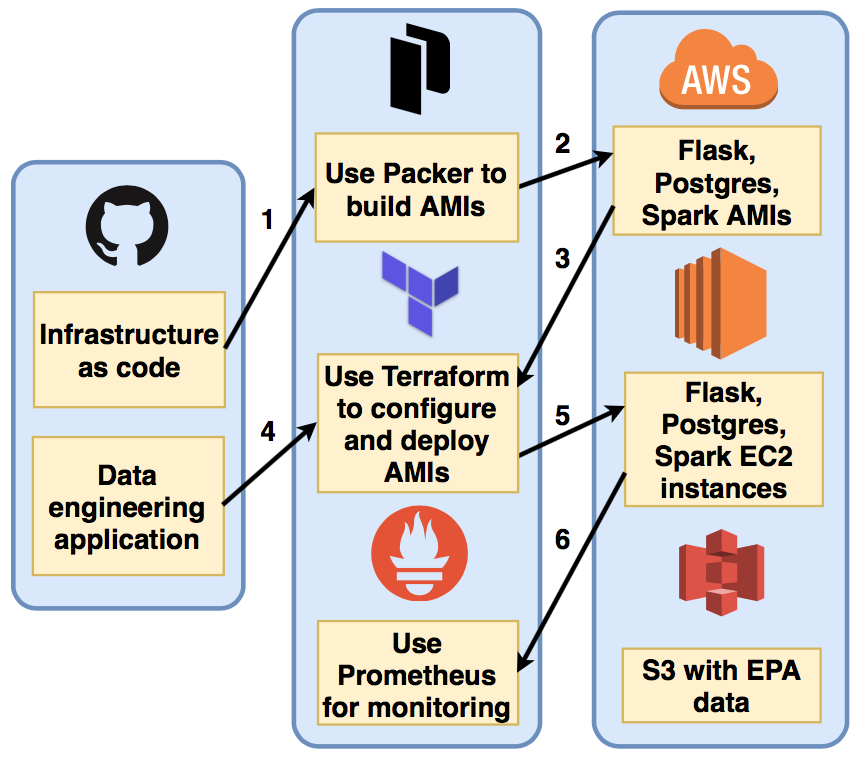 Infrastructure
as code
Data
engineering
application
1
4
Use Packer to
build AMIs
Use Terraform
to configure
and deploy
AMIs
Use
Prometheus
for monitoring
2
3
5
6
AWS
Flask,
Postgres,
Spark AMIs
Flask,
Postgres,
Spark EC2
instances
S3 with EPA
data